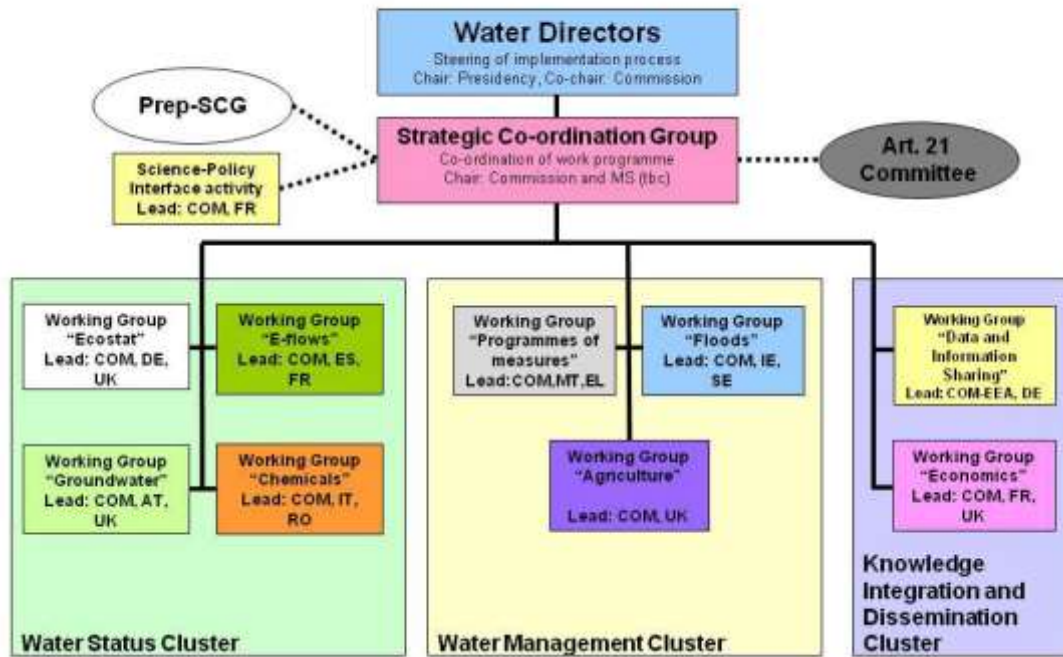 Water Directors
Steering of implementation process
Chair: Presidency, Co-chair: Commission
Prep-SCG
Strategic Co-ordination Group
Co-ordination of work programme
Chair: Commission and MS (tbc)
Art. 21
Committee
Science-Policy
Interface activity
Lead: COM, FR
Working Group
“Ecostat”
Lead: COM, DE,
UK
Working Group
“E-flows”
Lead: COM, ES,
FR
Working Group
“Groundwater”
Lead: COM, AT,
UK
Working Group
“Chemicals”
Lead: COM, IT,
RO
Water Status Cluster
Working Group
“Programmes of
measures”
Lead:COM,MT,EL
Working Group
“Floods”
Lead: COM, IE,
SE
Working Group
“Agriculture”
Lead: COM, UK
Water Management Cluster
Working Group
“Data and
Information
Sharing”
Lead: COM-EEA, DE
Working Group
“Economics”
Lead: COM, FR,
UK
Knowledge
Integration and
Dissemination
Cluster